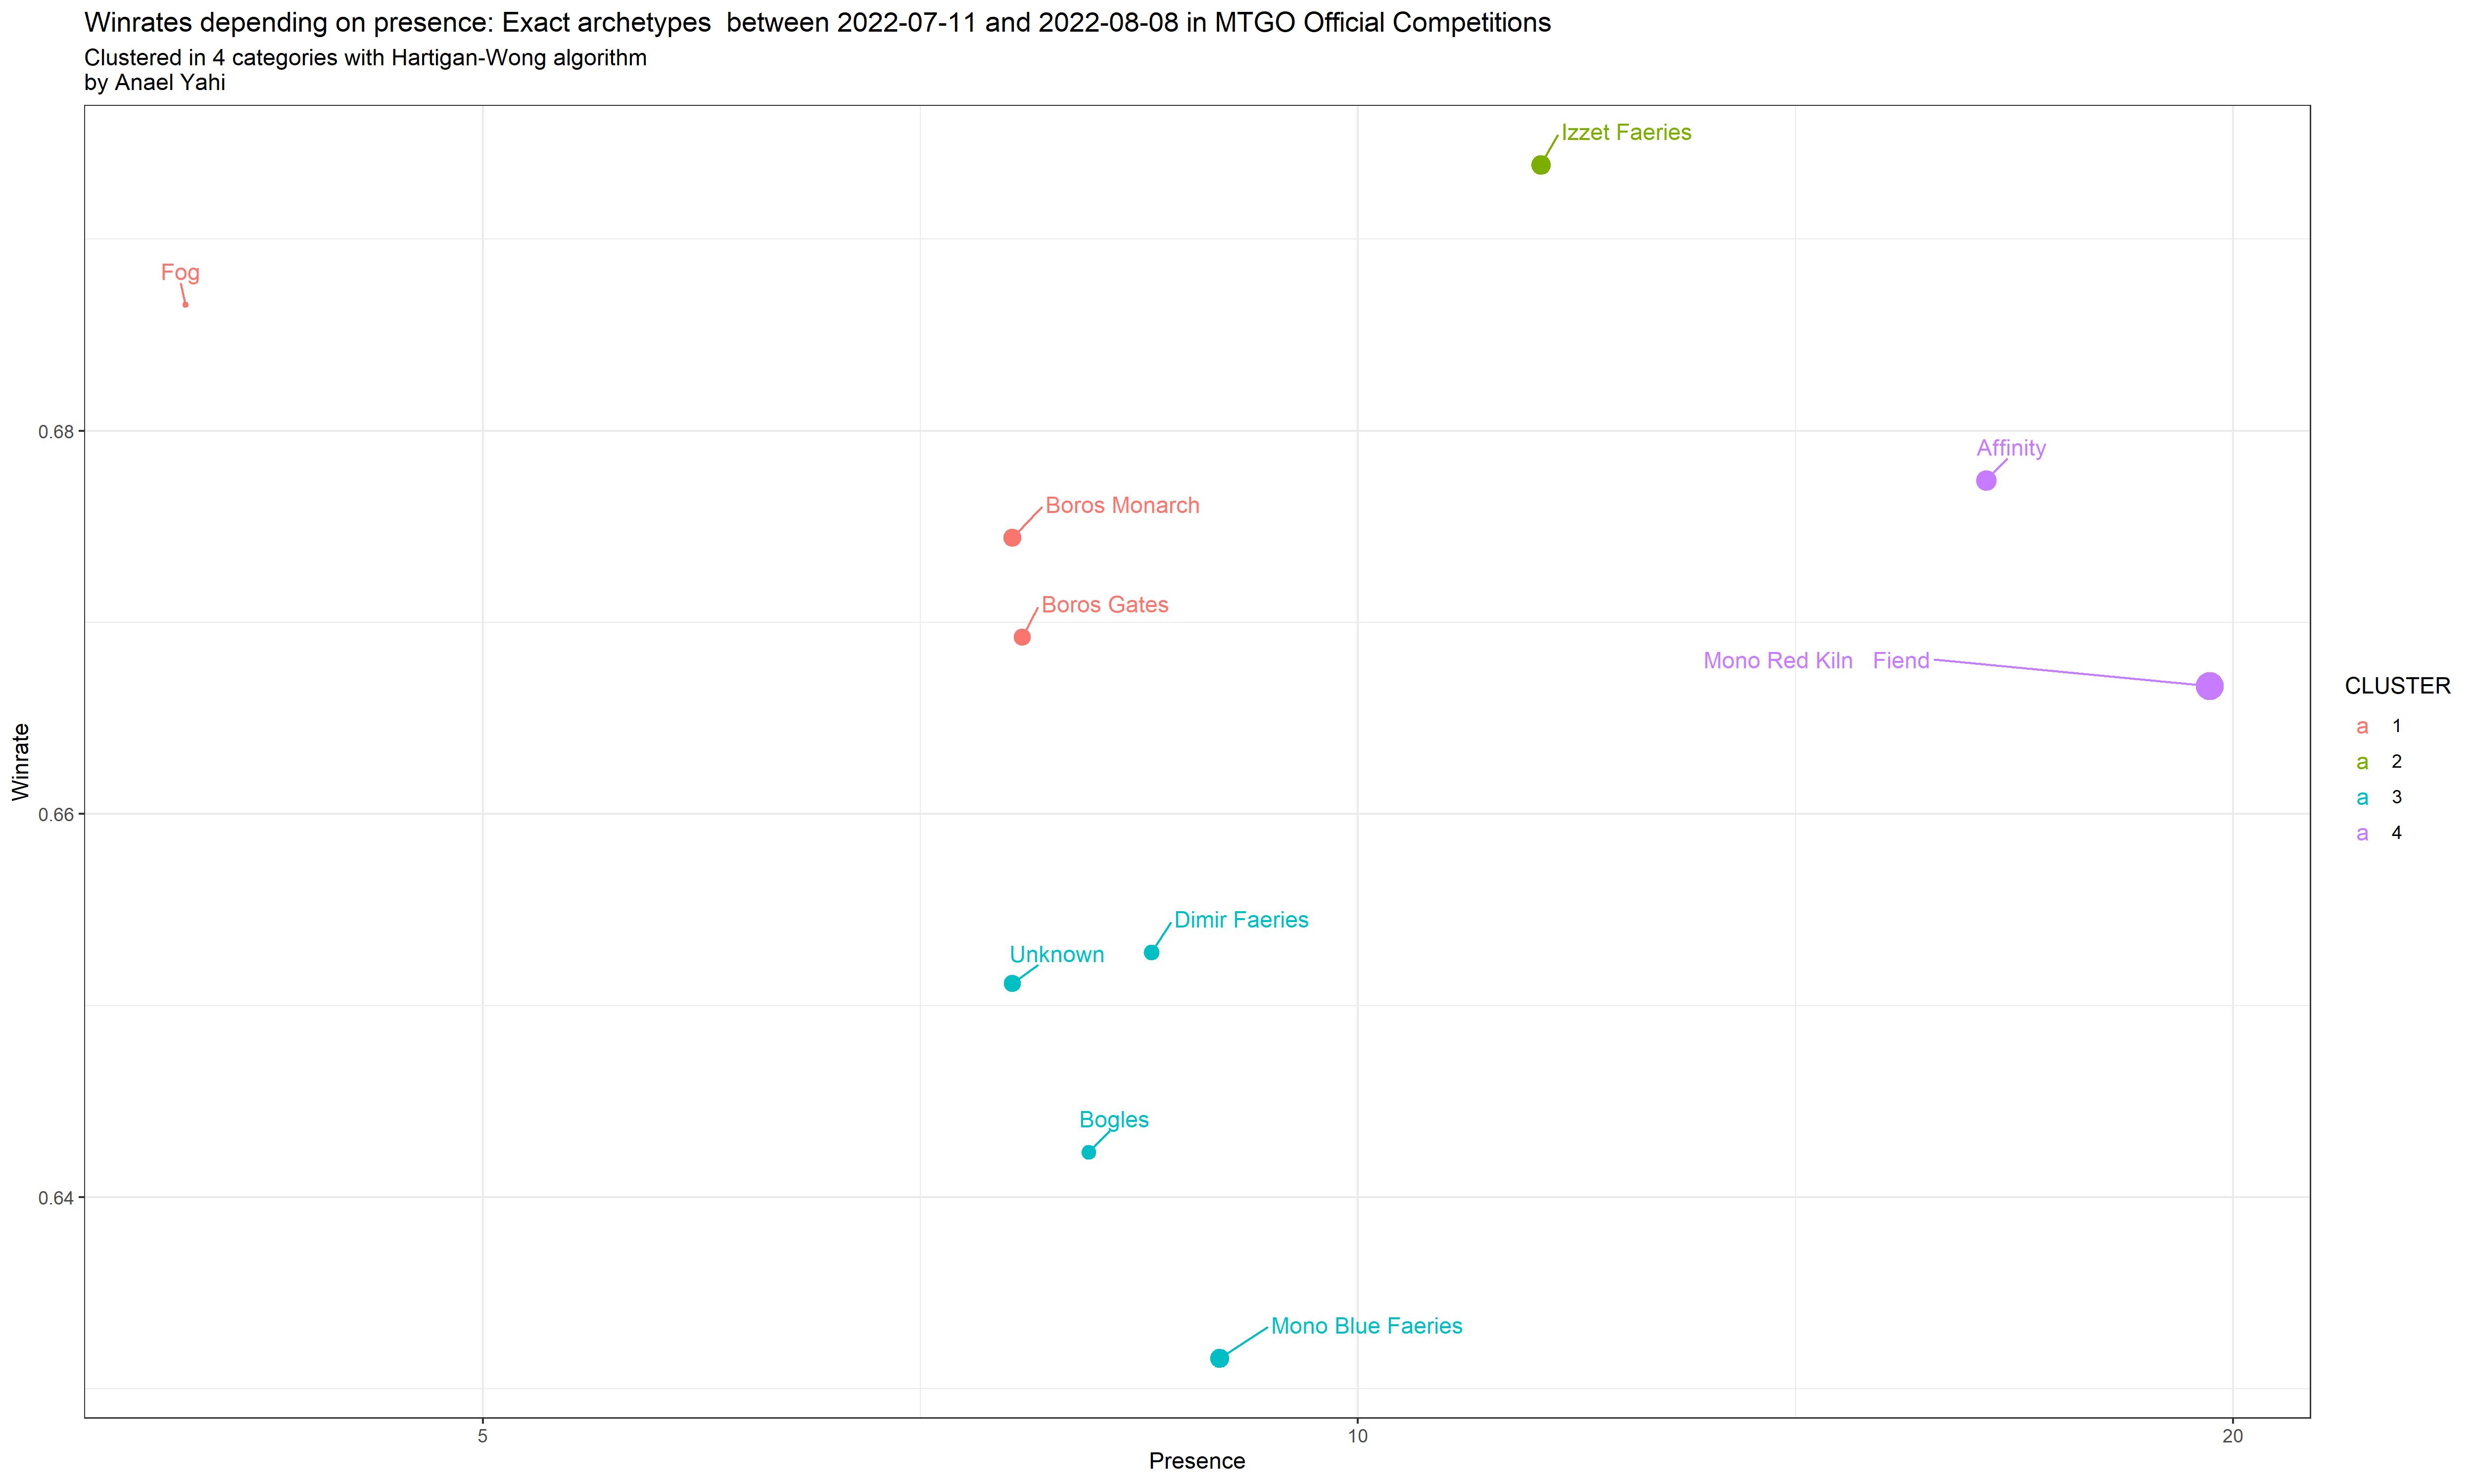 Winrates depending on presence: Exact archetypes  between 2022-07-11 and 2022-08-08 in MTGO Official Competitions
Clustered in 4 categories with Hartigan-Wong algorithm
by Anael Yahi
Izzet Faeries
Fog
0.68
Affinity
Boros Monarch
Boros Gates
Mono Red Kiln   Fiend
CLUSTER
a 1
a 2
a 3
a 4
Winrate
0.66
Dimir Faeries
Unknown
Bogles
0.64
Mono Blue Faeries
5
10
20
Presence